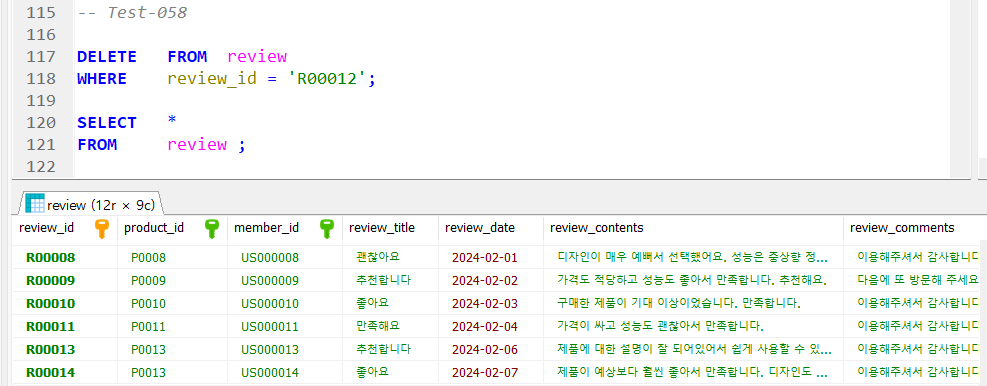 115 -- Test-058
116
117 DELETE FROM review
118 WHERE review_id = 'R00012';
119
120 SELECT *
121 FROM review ;
122
review (12r × 9c)
review_id product_id member_id review_title review_date review_contents review_comments
R00008 P0008 US000008 괜찮아요 2024-02-01 디자인이 매우 예뻐서 선택했어요. 성능은 중상향 정... 이용해주셔서 감사합니다
R00009 P0009 US000009 추천합니다 2024-02-02 가격도 적당하고 성능도 좋아서 만족합니다. 추천해요. 다음에 또 방문해 주세요
R00010 P0010 US000010 좋아요 2024-02-03 구매한 제품이 기대 이상이었습니다. 만족합니다. 이용해주셔서 감사합니다
R00011 P0011 US000011 만족해요 2024-02-04 가격이 싸고 성능도 괜찮아서 만족합니다. 이용해주셔서 감사합니다
R00013 P0013 US000013 추천합니다 2024-02-06 제품에 대한 설명이 잘 되어있어서 쉽게 사용할 수 있... 이용해주셔서 감사합니다
R00014 P0013 US000014 좋아요 2024-02-07 제품이 예상보다 훨씬 좋아서 만족합니다. 디자인도 ... 이용해주셔서 감사합니다